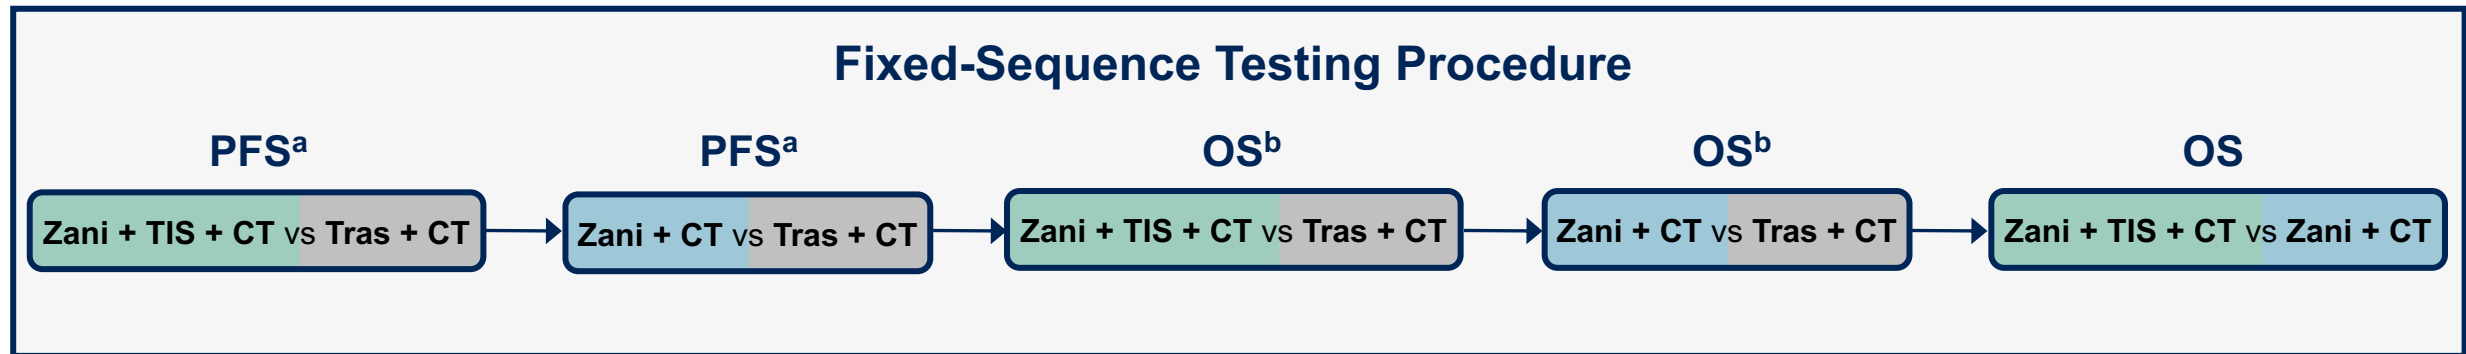 Fixed-Sequence Testing Procedure
PFSᵃ PFSᵃ OSᵇ OSᵇ OS
Zani + TIS + CT vs Tras + CT Zani + CT vs Tras + CT Zani + TIS + CT vs Tras + CT Zani + CT vs Tras + CT Zani + TIS + CT vs Zani + CT